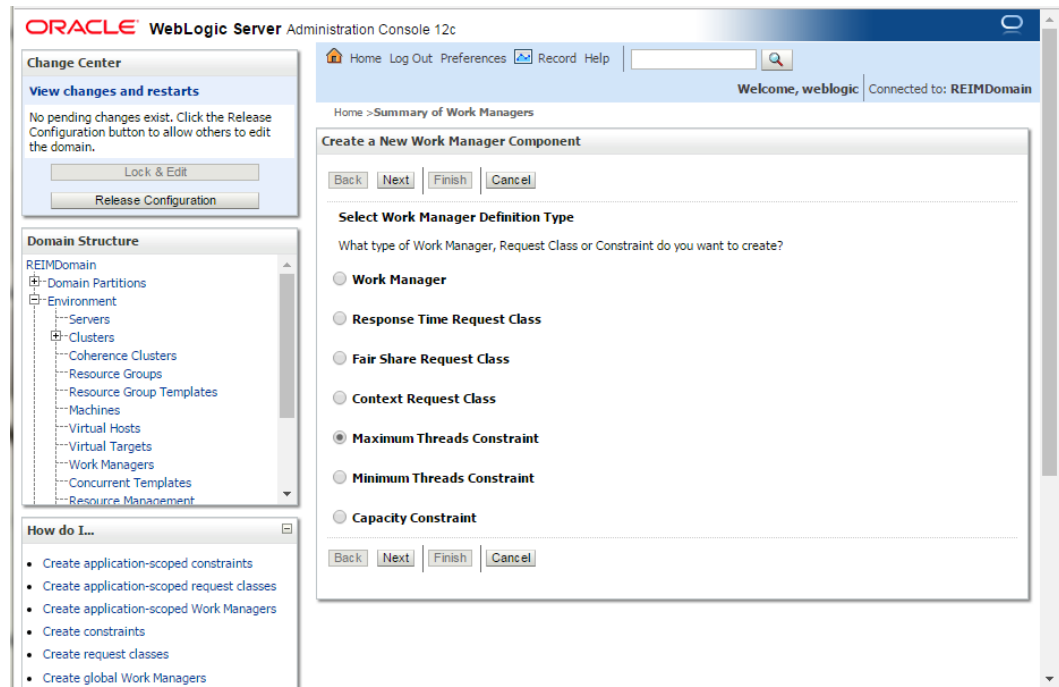 ORACLE WebLogic Server Administration Console 12c
Change Center
View changes and restarts
No pending changes exist. Click the Release
Configuration button to allow others to edit
the domain.
Lock & Edit
Release Configuration
Domain Structure
REIMDomain
Domain Partitions
Environment
Servers
Clusters
Coherence Clusters
Resource Groups
Resource Group Templates
Machines
Virtual Hosts
Virtual Targets
Work Managers
Concurrent Templates
Resource Management
How do I...
Create application-scoped constraints
Create application-scoped request classes
Create application-scoped Work Managers
Create constraints
Create request classes
Create global Work Managers
Home Log Out Preferences Record Help
Welcome, weblogic Connected to: REIMDomain
Home >Summary of Work Managers
Create a New Work Manager Component
Back Next Finish Cancel
Select Work Manager Definition Type
What type of Work Manager, Request Class or Constraint do you want to create?
Work Manager
Response Time Request Class
Fair Share Request Class
Context Request Class
Maximum Threads Constraint
Minimum Threads Constraint
Capacity Constraint
Back Next Finish Cancel